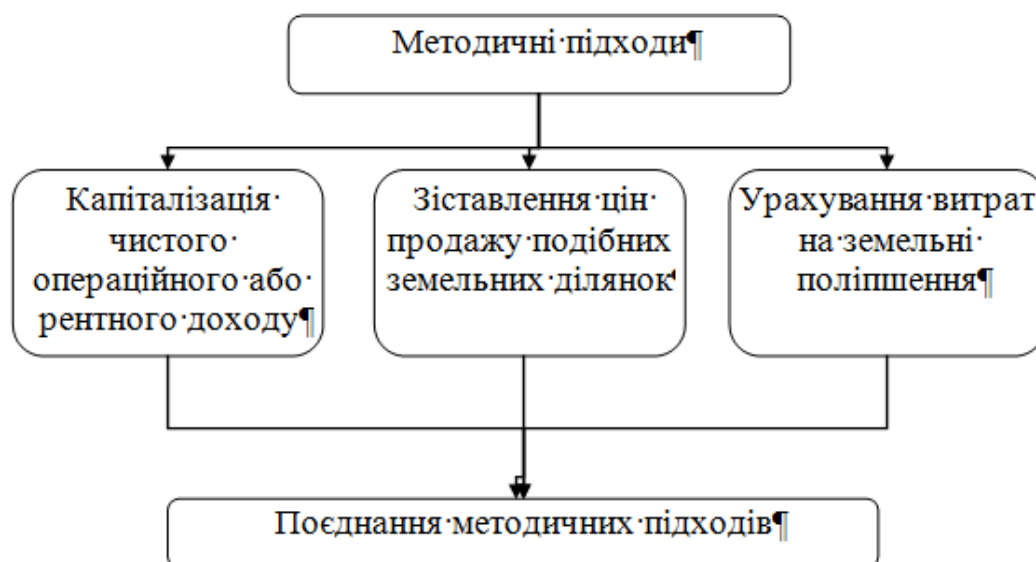 Методичні·підходи¶
Капіталізація·
чистого·
операційного·або·
рентного·доходу¶
Зіставлення·цін·
продажу·подібних·
земельних·ділянок¶
Урахування·витрат·
на·земельні·
поліпшення¶
Поєднання·методичних·підходів¶